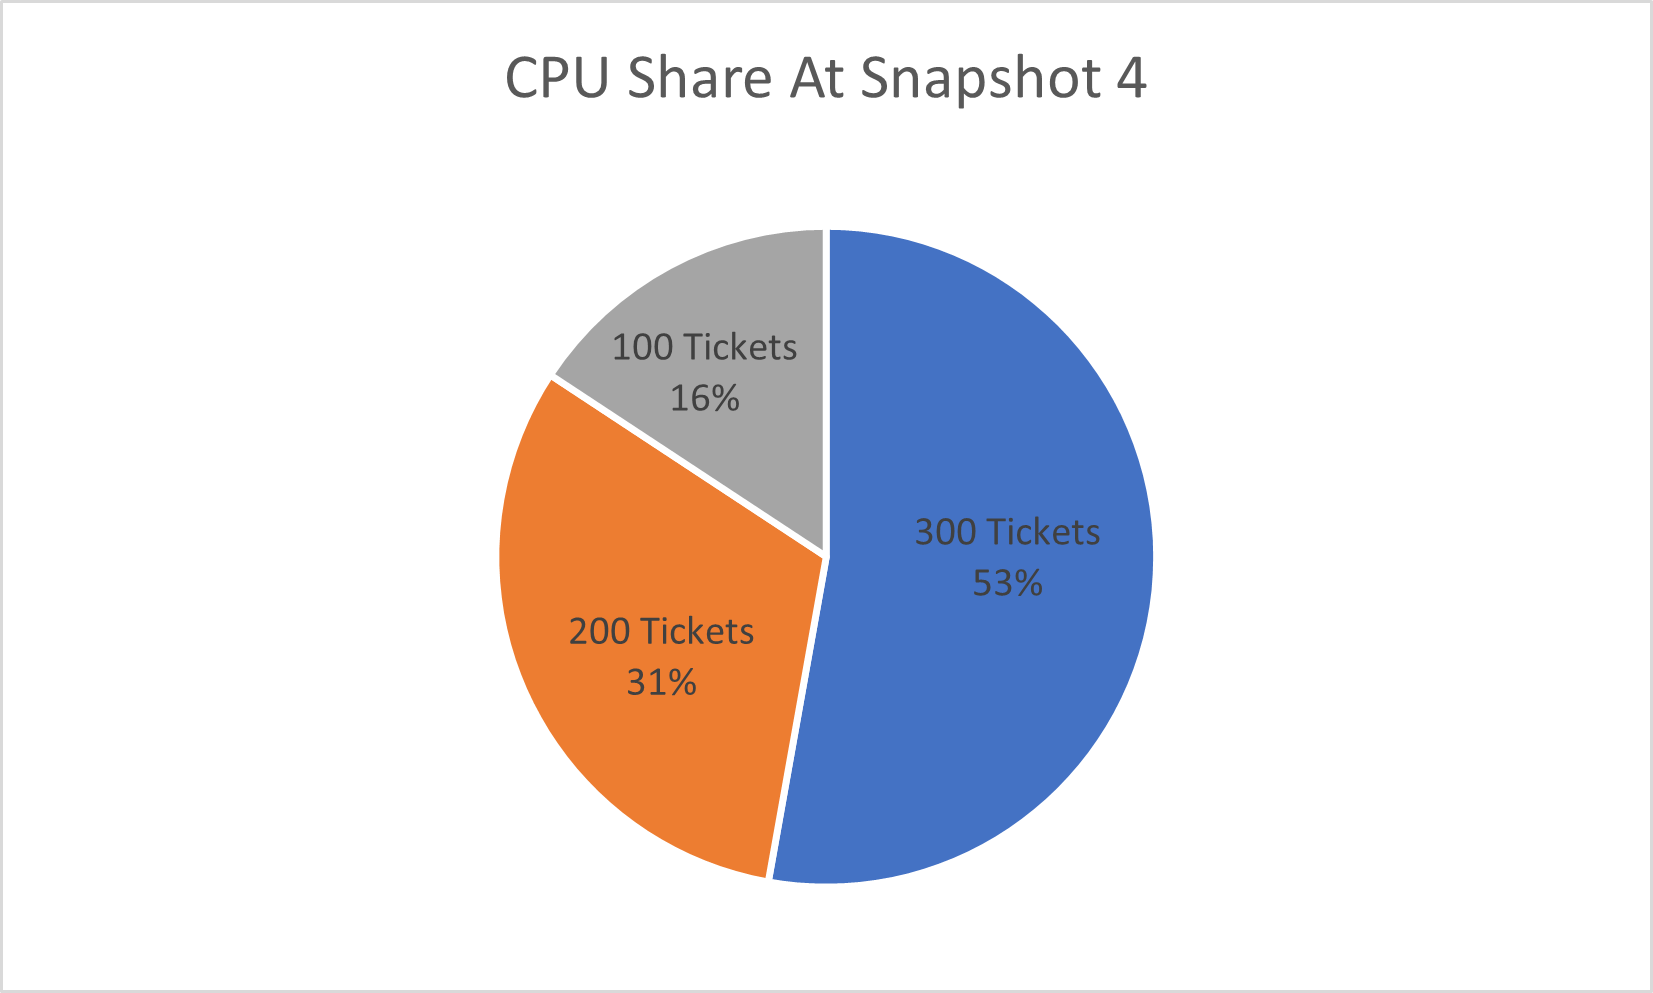 CPU Share At Snapshot 4
100 Tickets
16%
300 Tickets
53%
200 Tickets
31%